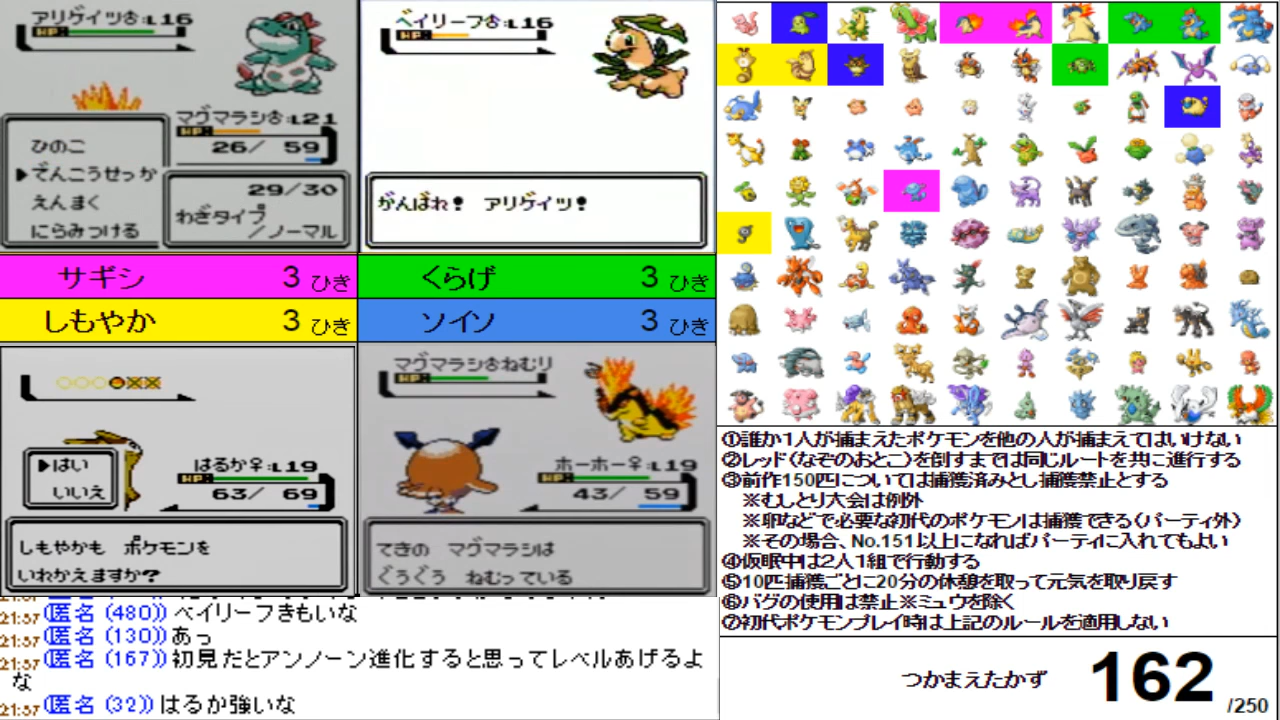 アリゲイツ♂:L16
HP:
マグマラシ♂:L21
HP:
26/ 59
ひのこ
▶でんこうせっか
えんまく
にらみつける
29/30
わざタイプ
/ノーマル
ベイリーフ♂:L16
HP:
がんばれ! アリゲイツ!
サギシ 3 ひき
くらげ 3 ひき
しもやか 3 ひき
ソイソ 3 ひき
▶はい
いいえ
はるか♀:L19
HP:
63/ 69
しもやかも ポケモンを
いれかえますか?
マグマラシ♂ねむり
HP:
ホーホー♀:L19
HP:
43/ 59
てきの マグマラシは
ぐうぐう ねむっている
21:57 (匿名 (480)) ベイリーフきもいな
21:57 (匿名 (130)) あっ
21:57 (匿名 (167)) 初見だとアンノーン進化すると思ってレベルあげるよ
な
21:57 (匿名 (32)) はるか強いな
①誰か1人が捕まえたポケモンを他の人が捕まえてはいけない
②レッド(なぞのおとこ)を倒すまでは同じルートを共に進行する
③前作150匹については捕獲済みとし捕獲禁止とする
※むしとり大会は例外
※卵などで必要な初代のポケモンは捕獲できる(パーティ外)
※その場合、No.151以上になればパーティに入れてもよい
④仮眠中は2人1組で行動する
⑤10匹捕獲ごとに20分の休憩を取って元気を取り戻す
⑥バグの使用は禁止※ミュウを除く
⑦初代ポケモンプレイ時は上記のルールを適用しない
つかまえたかず 162 /250